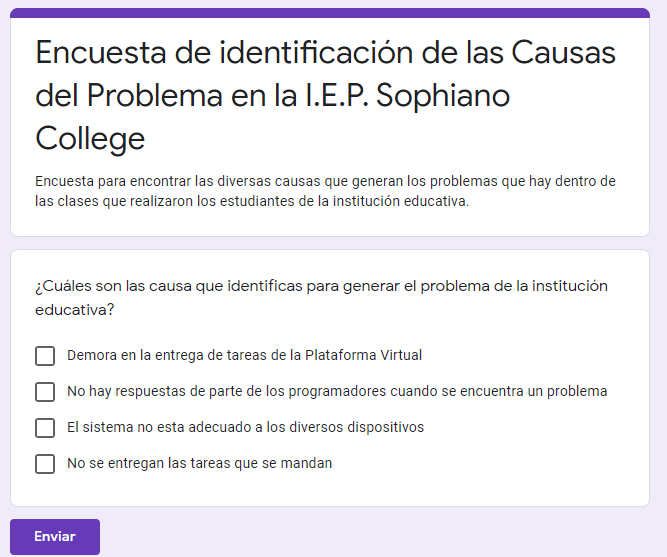 Encuesta de identificación de las Causas
del Problema en la I.E.P. Sophiano
College
Encuesta para encontrar las diversas causas que generan los problemas que hay dentro de
las clases que realizaron los estudiantes de la institución educativa.
¿Cuáles son las causa que identificas para generar el problema de la institución
educativa?
Demora en la entrega de tareas de la Plataforma Virtual
No hay respuestas de parte de los programadores cuando se encuentra un problema
El sistema no esta adecuado a los diversos dispositivos
No se entregan las tareas que se mandan
Enviar